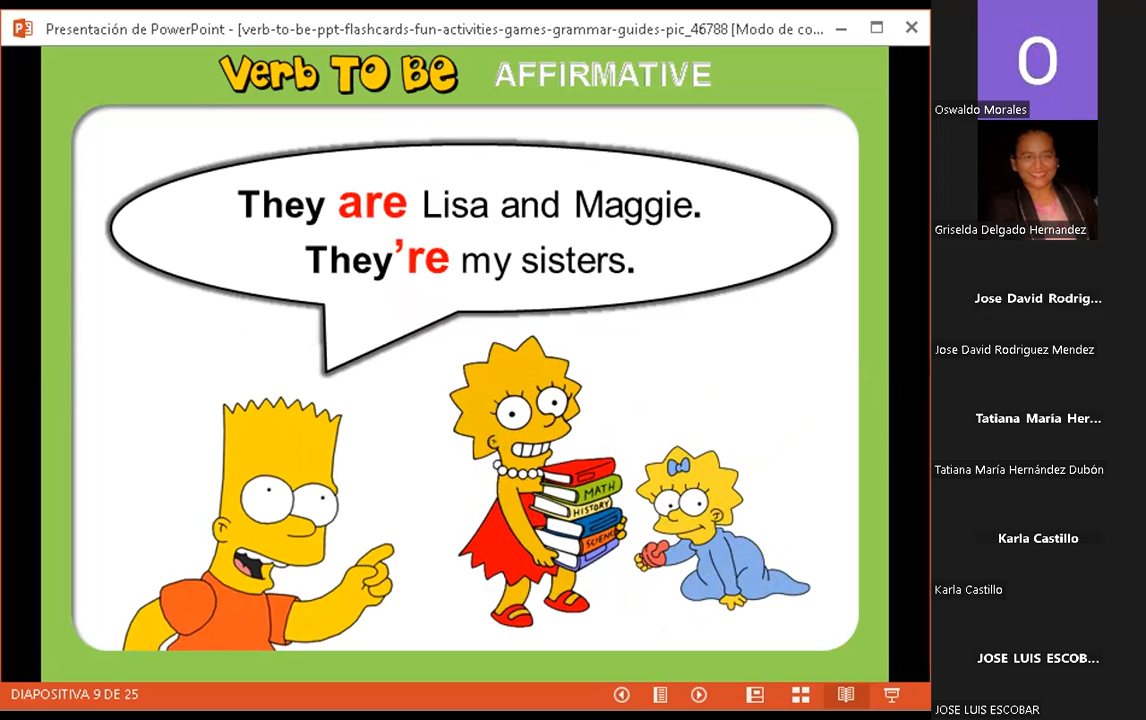 Presentación de PowerPoint - [verb-to-be-ppt-flashcards-fun-activities-games-grammar-guides-pic_46788 [Modo de co...
Verb TO BE AFFIRMATIVE
They are Lisa and Maggie.
They're my sisters.
MATH
HISTORY
SCIENC
DIAPOSITIVA 9 DE 25
O
Oswaldo Morales
Griselda Delgado Hernandez
Jose David Rodrig...
Jose David Rodriguez Mendez
Tatiana María Her...
Tatiana María Hernández Dubón
Karla Castillo
Karla Castillo
JOSE LUIS ESCOB...
JOSE LUIS ESCOBAR